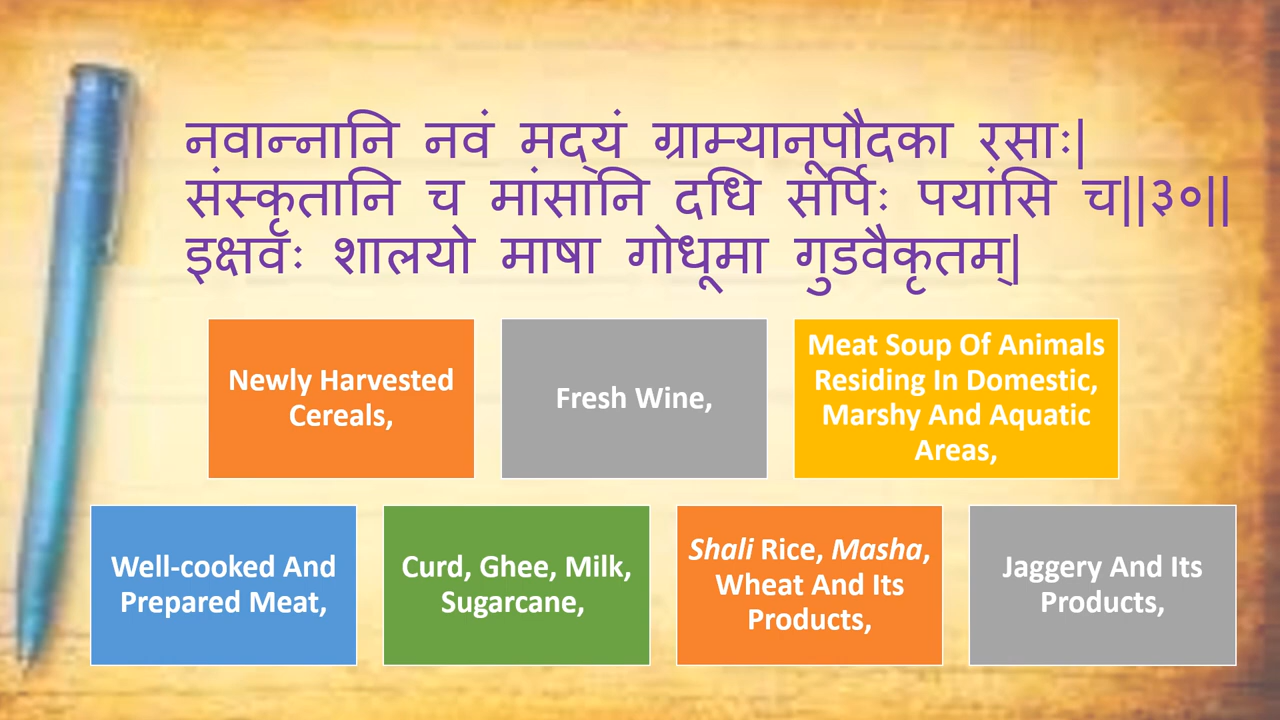 नवान्नानि नवं मद्यं ग्राम्यानूपौदका रसाः|
संस्कृतानि च मांसानि दधि सर्पिः पयांसि च||३०||
इक्षवः शालयो माषा गोधूमा गुडवैकृतम्|
Newly Harvested
Cereals,
Fresh Wine,
Meat Soup Of Animals
Residing In Domestic,
Marshy And Aquatic
Areas,
Well-cooked And
Prepared Meat,
Curd, Ghee, Milk,
Sugarcane,
Shali Rice, Masha,
Wheat And Its
Products,
Jaggery And Its
Products,